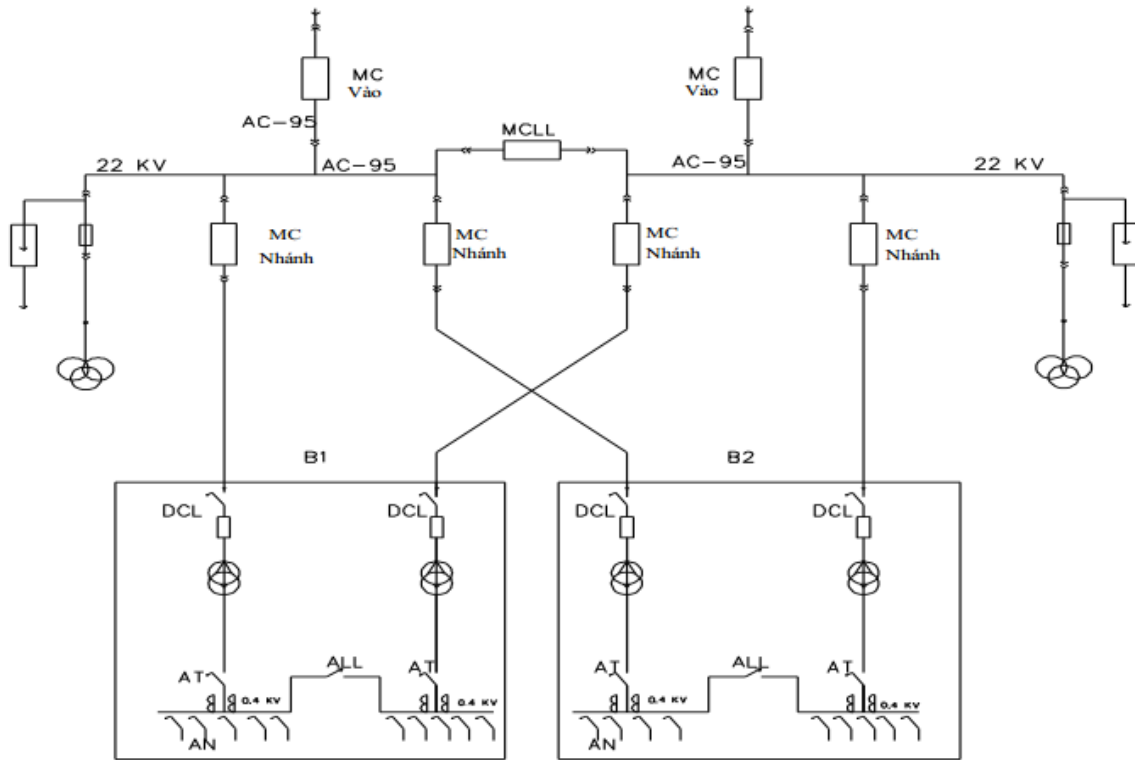 MC
Vào
MC
Vào
AC-95
MCLL
22 KV
AC-95
AC-95
22 KV
MC
Nhánh
MC
Nhánh
MC
Nhánh
MC
Nhánh
B1
B2
DCL
DCL
DCL
DCL
AT
ALL
AT
AT
ALL
AT
0.4 KV
0.4 KV
0.4 KV
0.4 KV
AN
AN